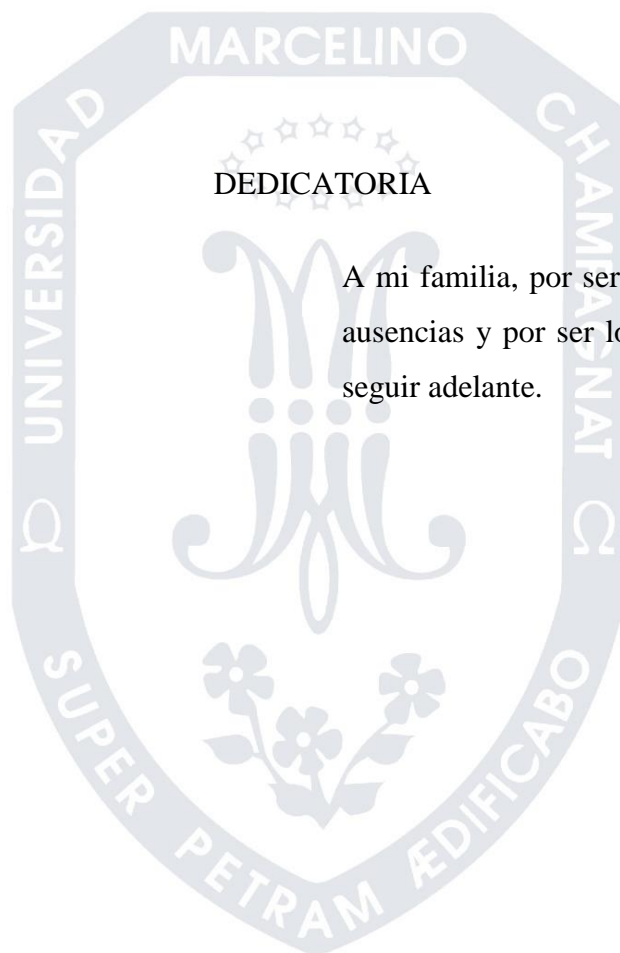 UNIVERSIDAD
MARCELINO
CHAMPAGNAT
DEDICATORIA
A mi familia, por ser
ausencias y por ser lo
seguir adelante.
Ω Ω
SUPER PETRAM ÆDIFICABO